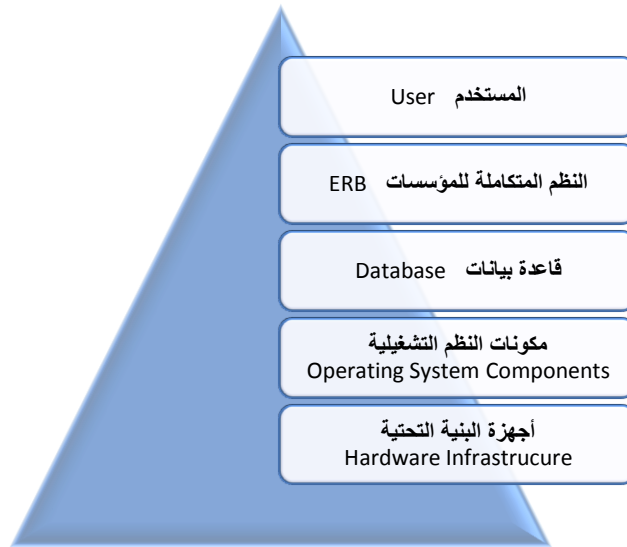 المستخدم User
النظم المتكاملة للمؤسسات ERB
قاعدة بيانات Database
مكونات النظم التشغيلية
Operating System Components
أجهزة البنية التحتية
Hardware Infrastrucure